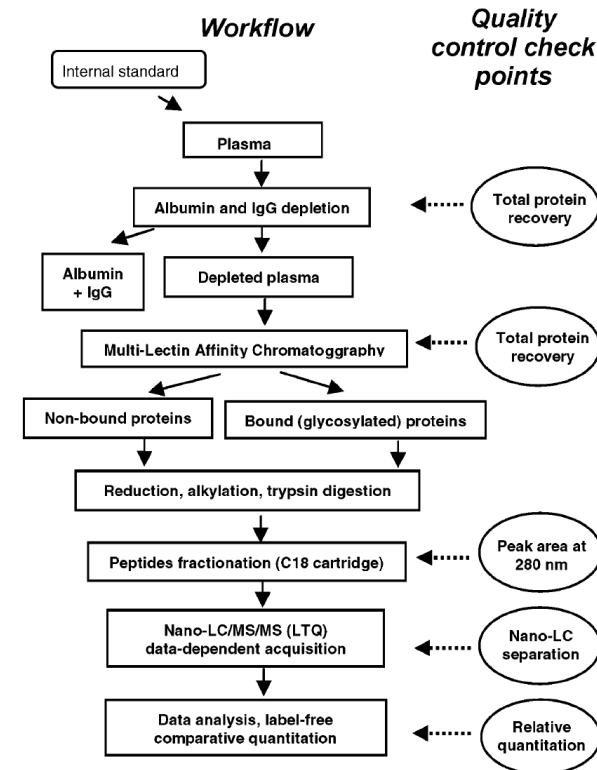 Workflow
Quality
control check
points
Internal standard
Plasma
Albumin and IgG depletion
Total protein
recovery
Albumin
+ IgG
Depleted plasma
Multi-Lectin Affinity Chromatoggraphy
Total protein
recovery
Non-bound proteins
Bound (glycosylated) proteins
Reduction, alkylation, trypsin digestion
Peptides fractionation (C18 cartridge)
Peak area at
280 nm
Nano-LC/MS/MS (LTQ)
data-dependent acquisition
Nano-LC
separation
Data analysis, label-free
comparative quantitation
Relative
quantitation